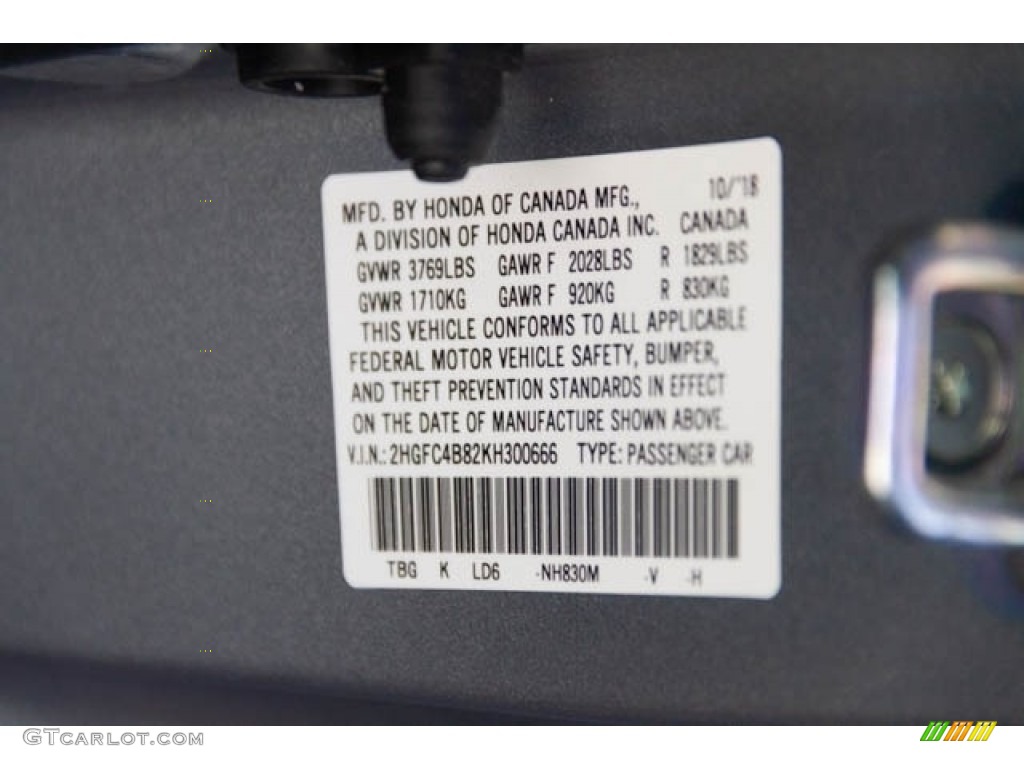 10/'18
MFD. BY HONDA OF CANADA MFG.,
A DIVISION OF HONDA CANADA INC. CANADA
GVWR 3769LBS GAWR F 2028LBS R 1829LBS
GVWR 1710KG GAWR F 920KG R 830KG
THIS VEHICLE CONFORMS TO ALL APPLICABLE
FEDERAL MOTOR VEHICLE SAFETY, BUMPER,
AND THEFT PREVENTION STANDARDS IN EFFECT
ON THE DATE OF MANUFACTURE SHOWN ABOVE.
V.I.N.: 2HGFC4B82KH300666 TYPE: PASSENGER CAR
TBG K LD6 -NH830M -V -H
GTCarLot.com